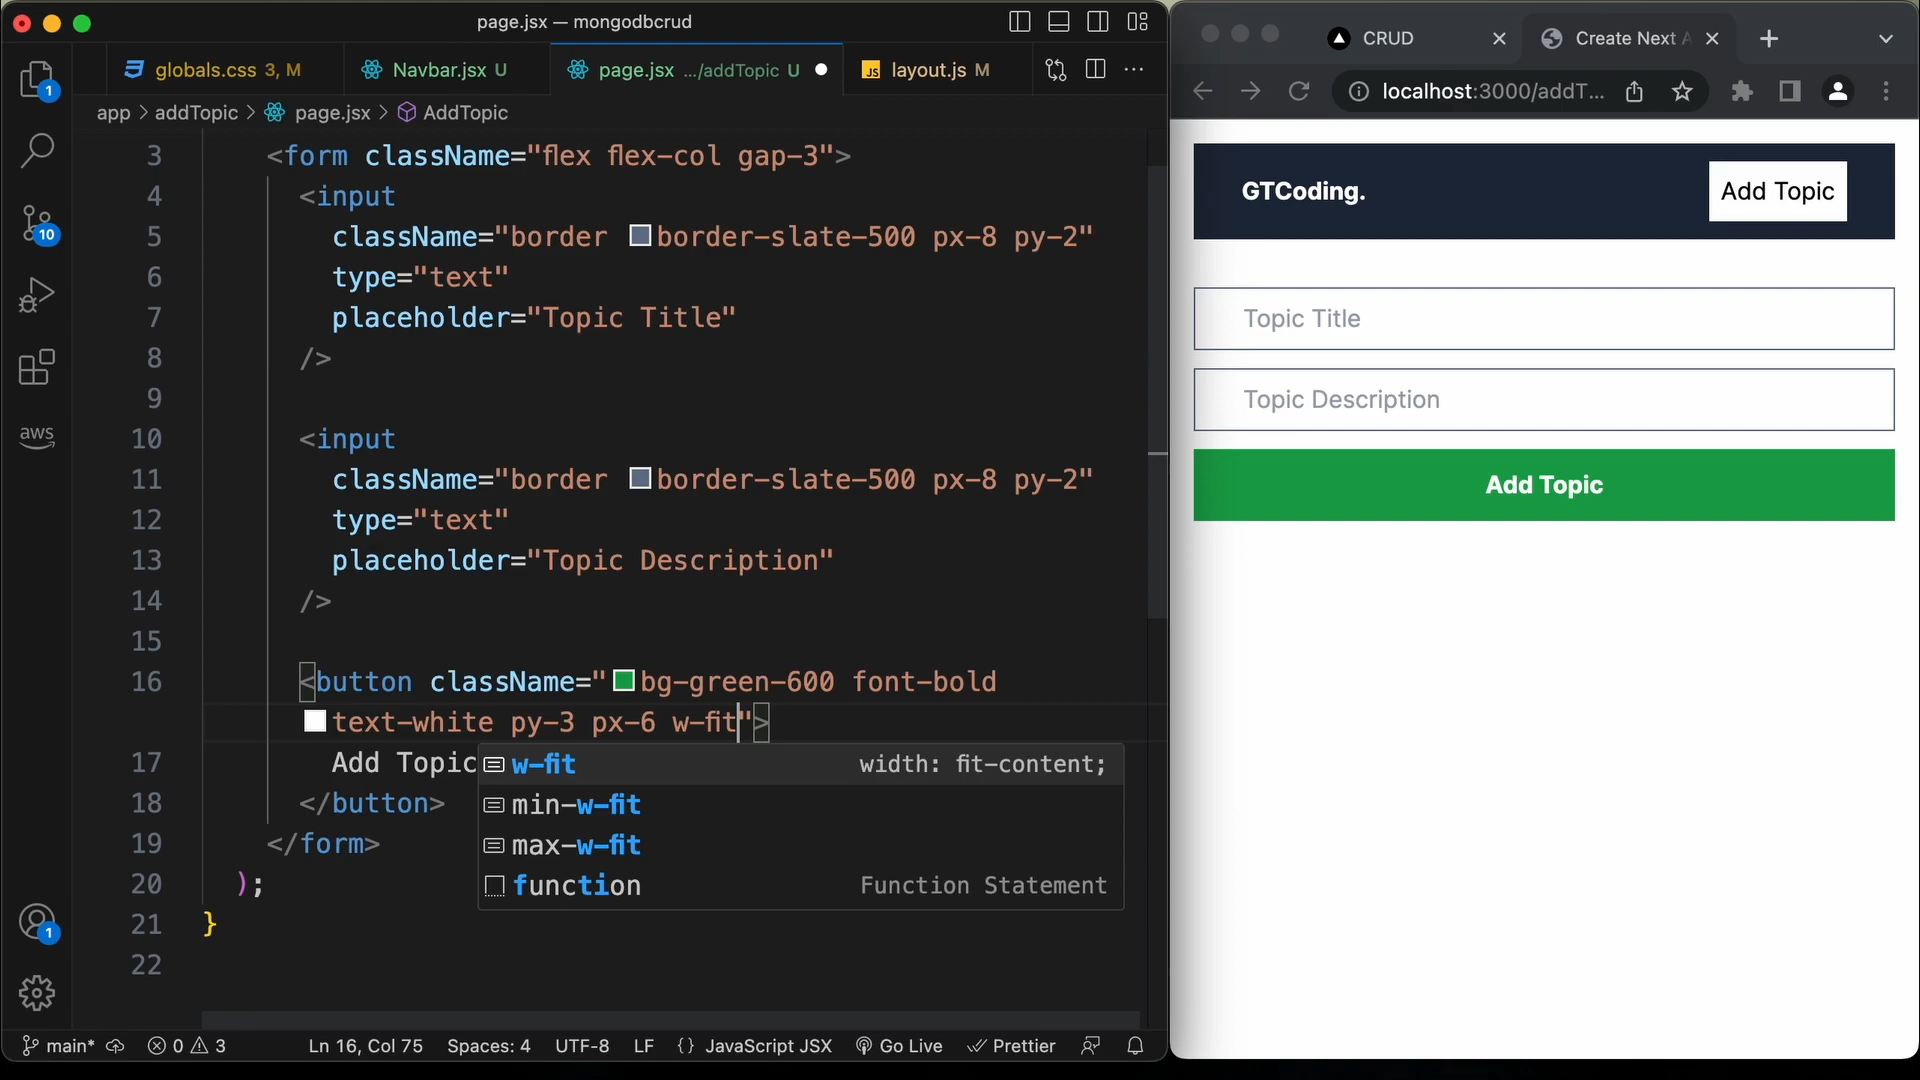 page.jsx — mongodbcrud
globals.css 3, M
Navbar.jsx U
page.jsx .../addTopic U
layout.js M
app > addTopic > page.jsx > AddTopic
3 <form className="flex flex-col gap-3">
4 <input
5 className="border border-slate-500 px-8 py-2"
6 type="text"
7 placeholder="Topic Title"
8 />
9
10 <input
11 className="border border-slate-500 px-8 py-2"
12 type="text"
13 placeholder="Topic Description"
14 />
15
16 <button className="bg-green-600 font-bold
text-white py-3 px-6 w-fit">
17 Add Topic
18 </button>
19 </form>
20 );
21 }
22
w-fit width: fit-content;
min-w-fit
max-w-fit
function Function Statement
1
10
aws
1
main* 0 3 Ln 16, Col 75 Spaces: 4 UTF-8 LF {} JavaScript JSX Go Live Prettier
CRUD
Create Next A
localhost:3000/addT...
GTCoding.
Add Topic
Topic Title
Topic Description
Add Topic